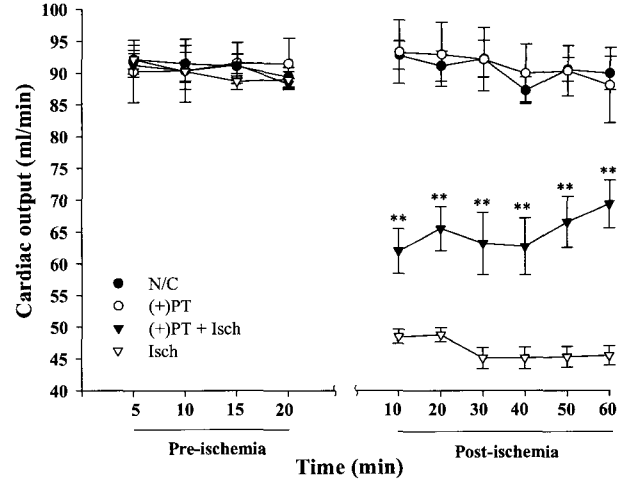 Cardiac output (ml/min)
100
95
90
85
80
75
70
65
60
55
50
45
40
** ** ** ** ** **
N/C
(+)PT
(+)PT + Isch
Isch
5 10 15 20 10 20 30 40 50 60
Pre-ischemia Post-ischemia
Time (min)